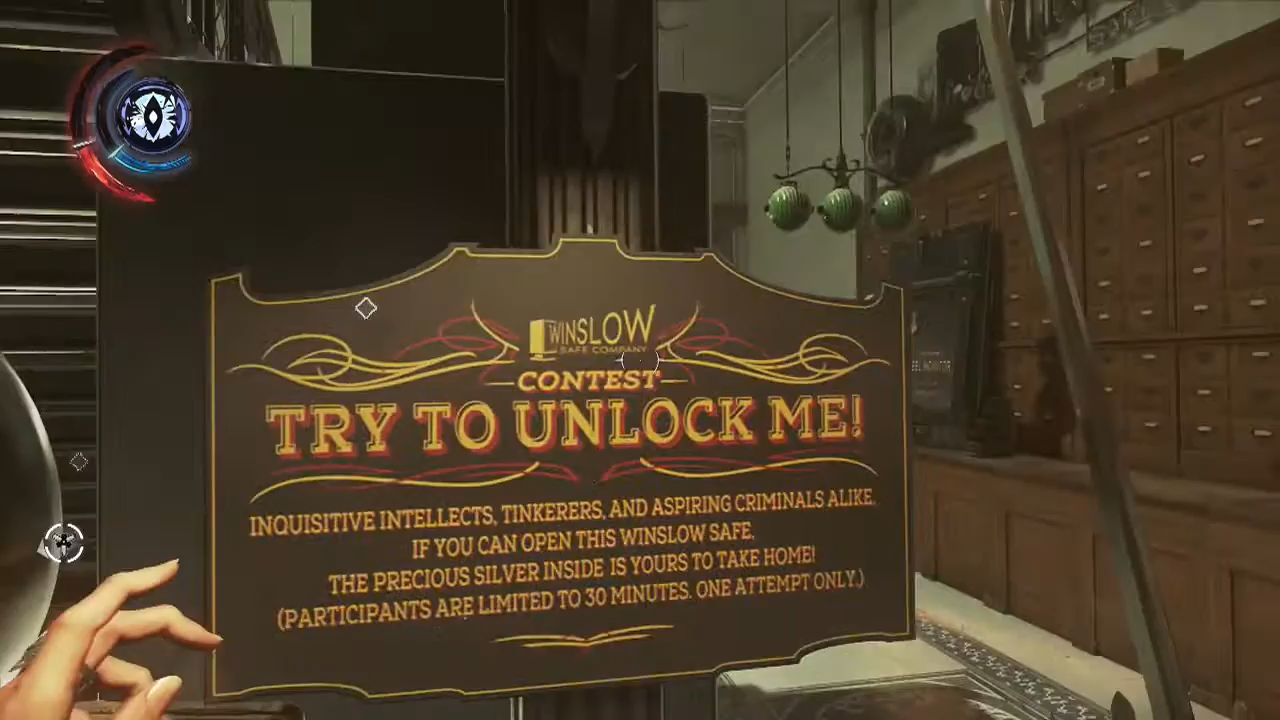 WINSLOW
SAFE COMPANY
CONTEST
TRY TO UNLOCK ME!
INQUISITIVE INTELLECTS, TINKERERS, AND ASPIRING CRIMINALS ALIKE,
IF YOU CAN OPEN THIS WINSLOW SAFE,
THE PRECIOUS SILVER INSIDE IS YOURS TO TAKE HOME!
(PARTICIPANTS ARE LIMITED TO 30 MINUTES. ONE ATTEMPT ONLY.)